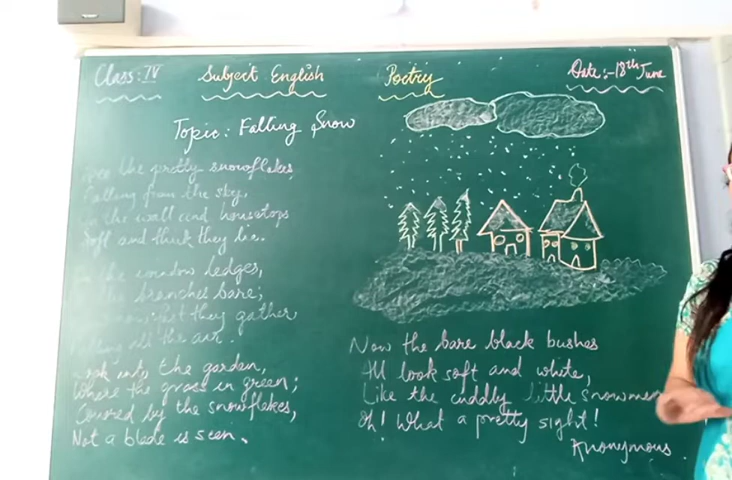 Class: IV Subject English Poetry Date:-18th June
Topic: Falling Snow
the pretty snowflakes,
Falling from the sky,
On the wall and housetops
Soft and thick they lie.
the window ledges,
the branches bare;
they gather
all the air.
Look into the garden,
Where the grass in green;
Covered by the snowflakes,
Not a blade is seen.
Now the bare black bushes
All look soft and white,
Like the cuddly little snowmen
Oh! What a pretty sight!
Anonymous.